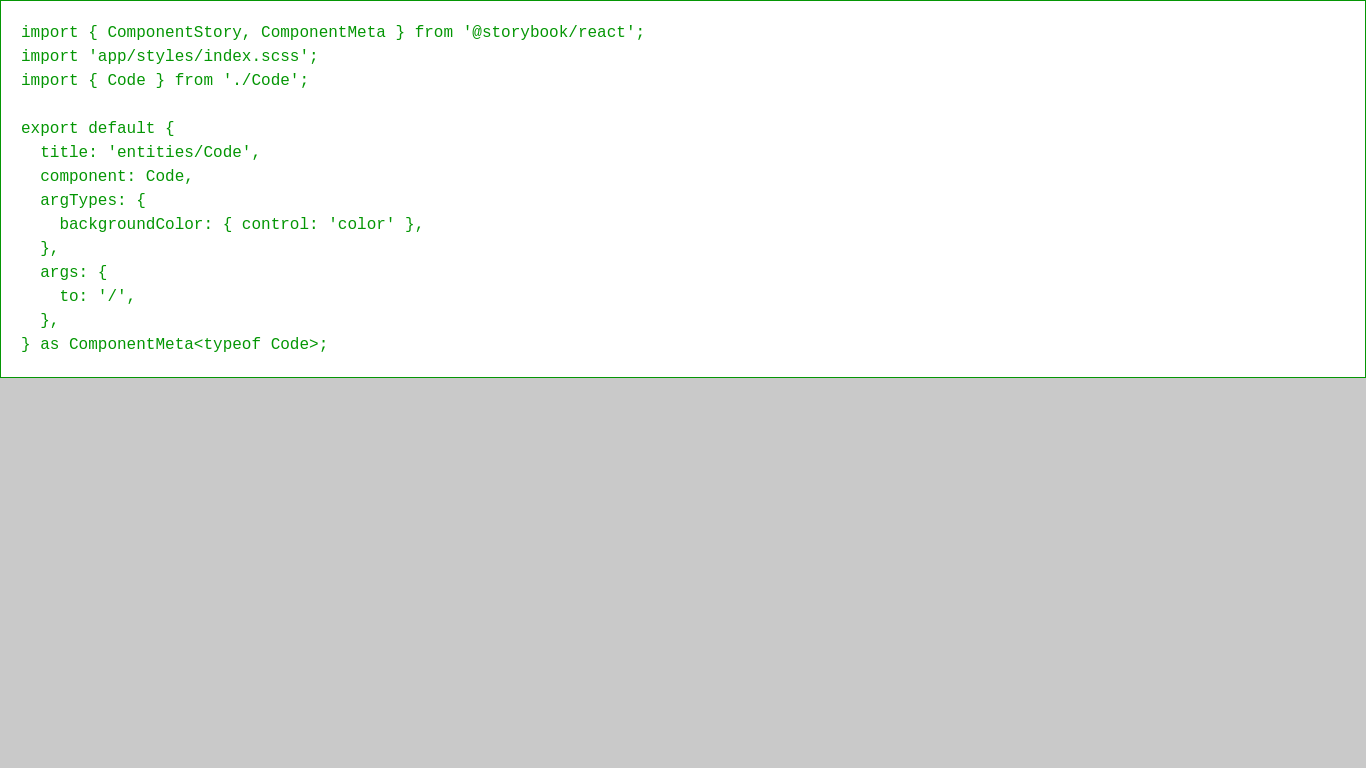 import { ComponentStory, ComponentMeta } from '@storybook/react';
import 'app/styles/index.scss';
import { Code } from './Code';

export default {
  title: 'entities/Code',
  component: Code,
  argTypes: {
    backgroundColor: { control: 'color' },
  },
  args: {
    to: '/',
  },
} as ComponentMeta<typeof Code>;